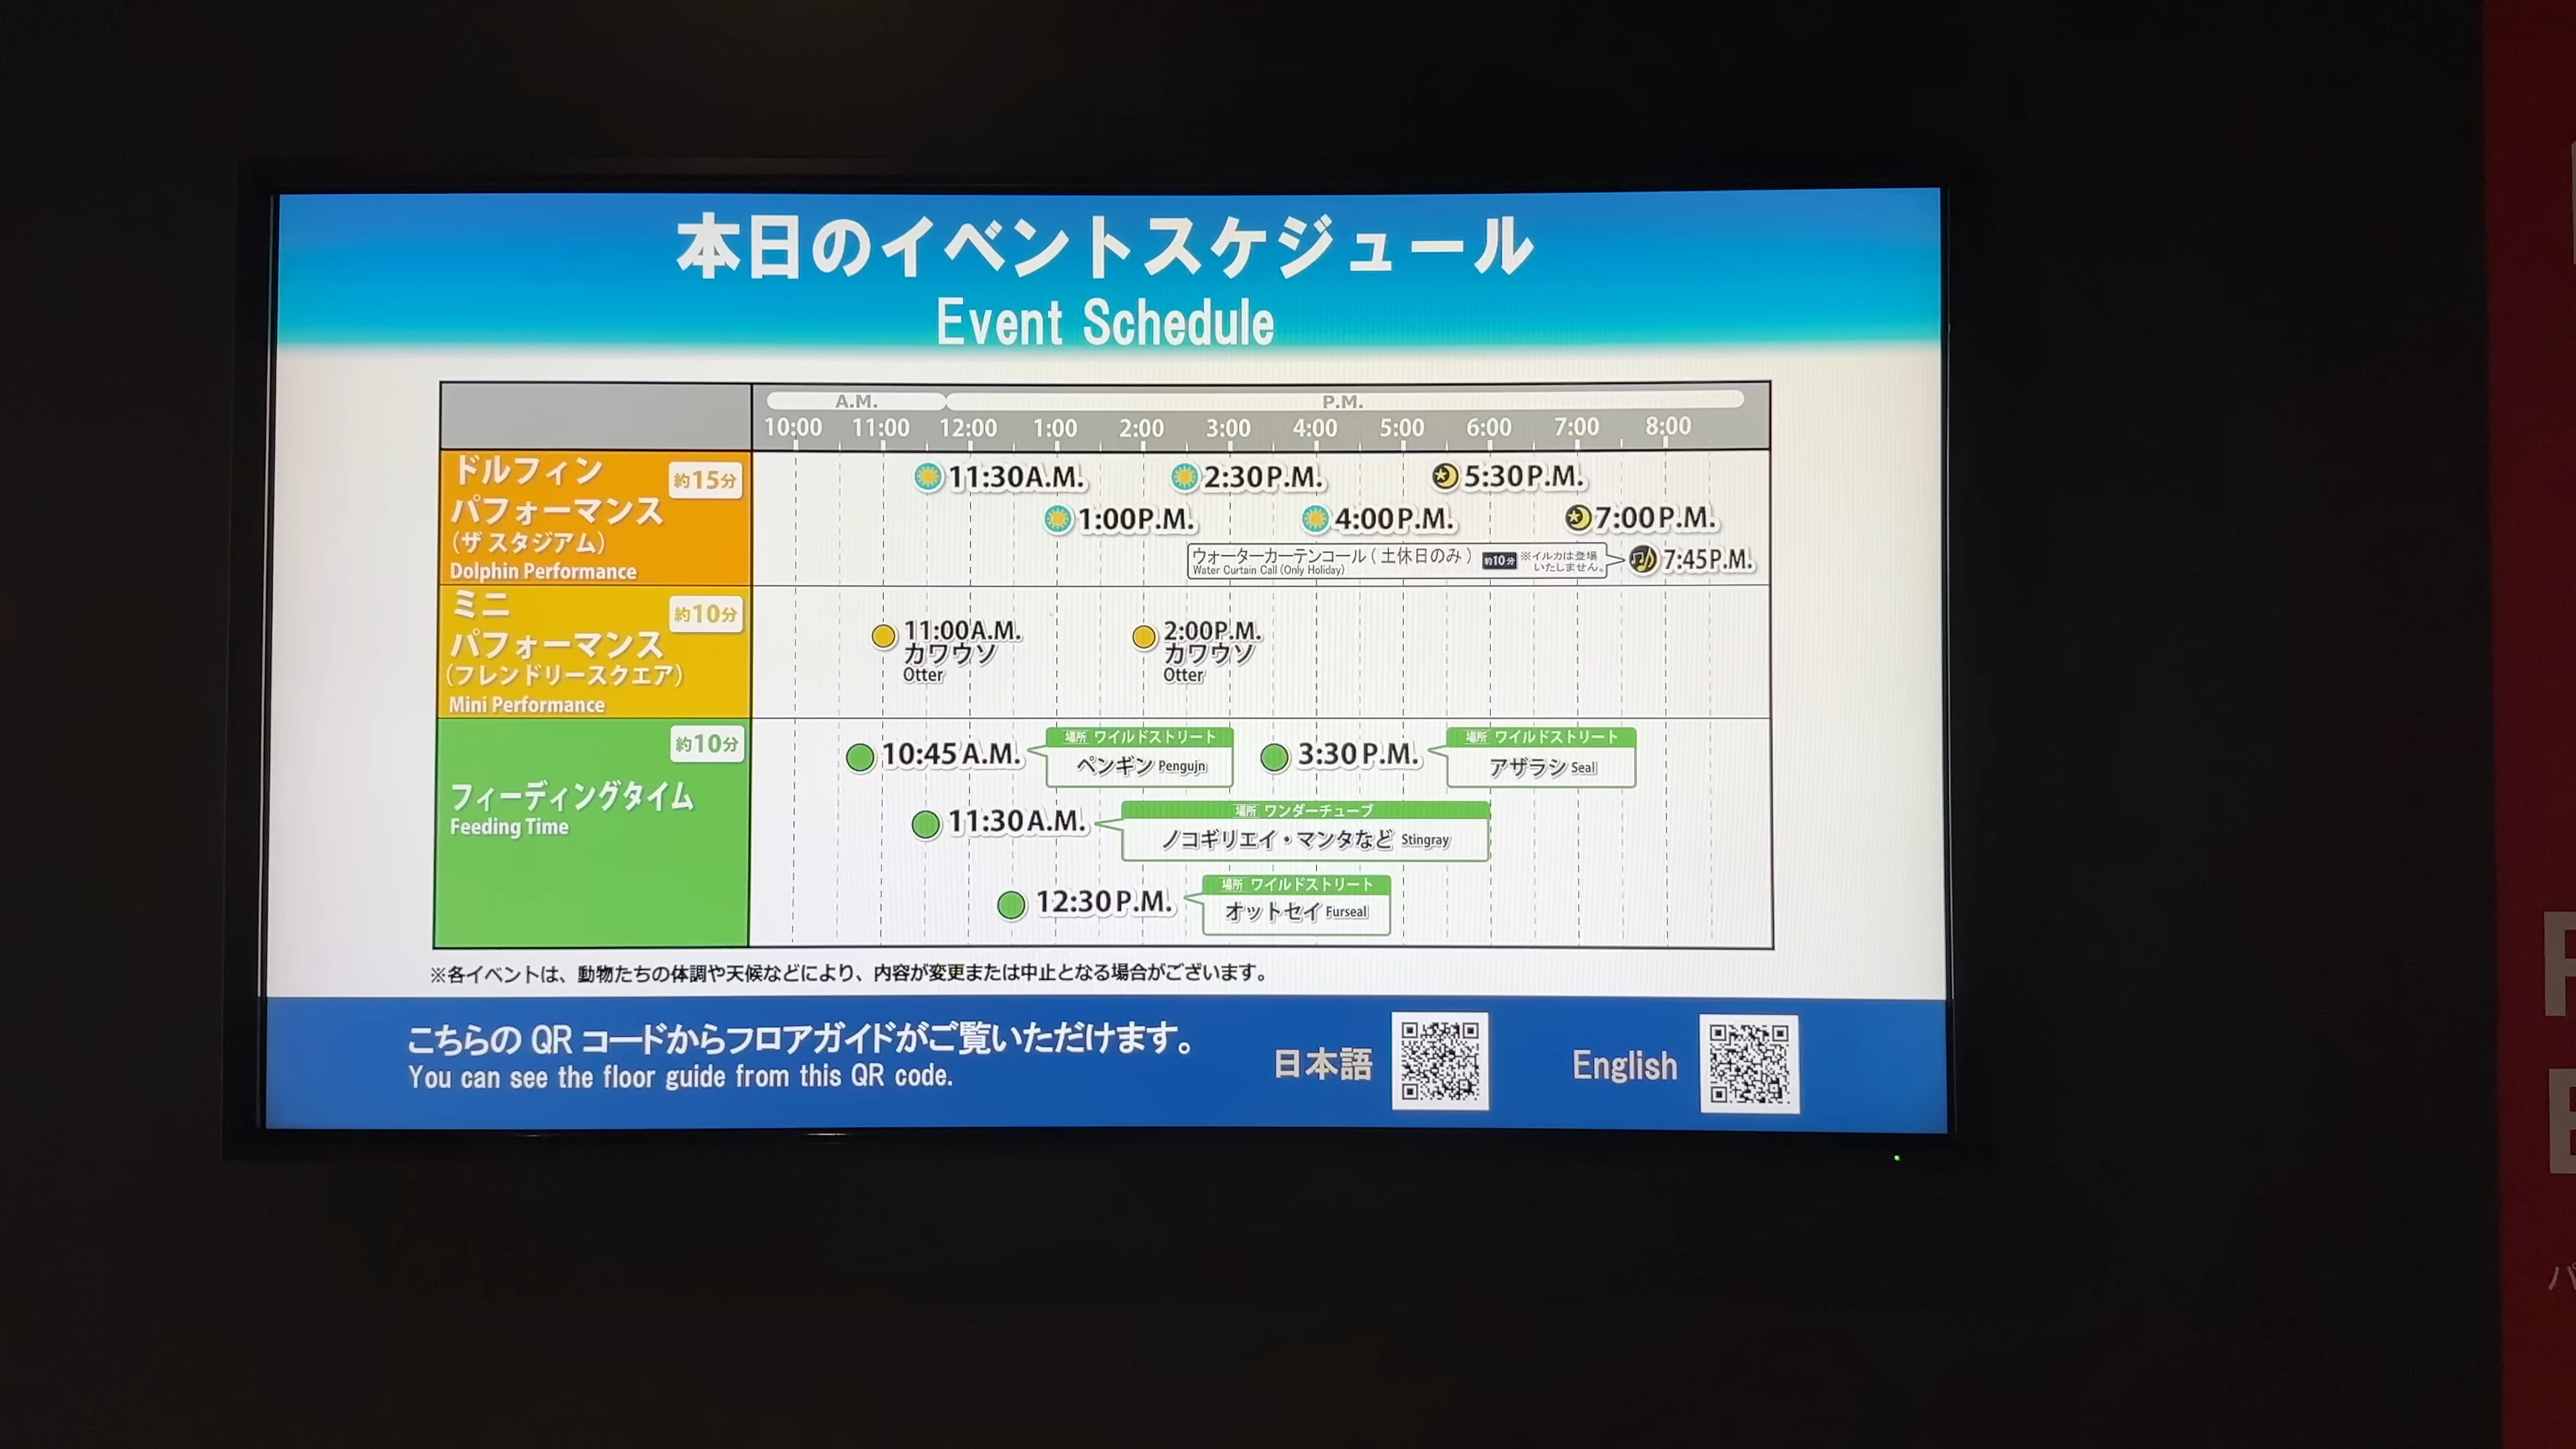 本日のイベントスケジュール
Event Schedule
A.M. P.M.
10:00 11:00 12:00 1:00 2:00 3:00 4:00 5:00 6:00 7:00 8:00
ドルフィン
パフォーマンス
(ザ スタジアム)
Dolphin Performance
約15分
11:30A.M. 2:30P.M. 5:30P.M.
1:00P.M. 4:00P.M. 7:00P.M.
ウォーターカーテンコール(土休日のみ)
Water Curtain Call (Only Holiday)
約10分
※イルカは登場
いたしません。
7:45P.M.
ミニ
パフォーマンス
(フレンドリースクエア)
Mini Performance
約10分
11:00A.M.
カワウソ
Otter
2:00P.M.
カワウソ
Otter
フィーディングタイム
Feeding Time
約10分
10:45A.M.
場所 ワイルドストリート
ペンギン Penguin
3:30P.M.
場所 ワイルドストリート
アザラシ Seal
11:30A.M.
場所 ワンダーチューブ
ノコギリエイ・マンタなど Stingray
12:30P.M.
場所 ワイルドストリート
オットセイ Furseal
※各イベントは、動物たちの体調や天候などにより、内容が変更または中止となる場合がございます。
こちらの QR コードからフロアガイドがご覧いただけます。
You can see the floor guide from this QR code.
日本語
English